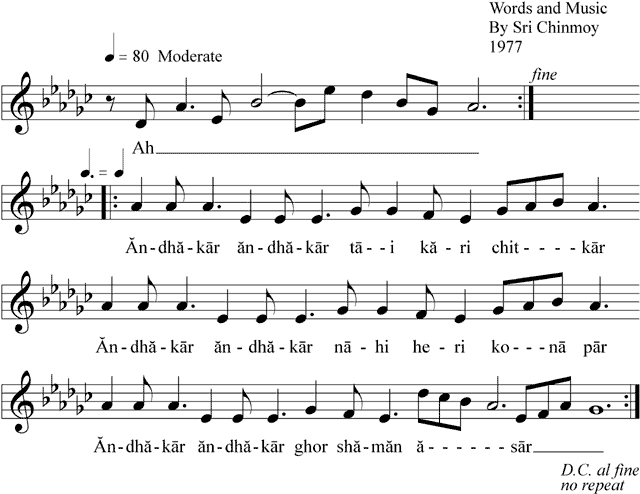 Words and Music
By Sri Chinmoy
1977
♩ = 80 Moderate
fine
Ah
♩. = ♩
Ăn-dhă-kār ăn-dhă-kār tā--i kă-ri chit----kār
Ăn-dhă-kār ăn-dhă-kār nā-hi he-ri ko---nā pār
Ăn-dhă-kār ăn-dhă-kār ghor shă-măn ă------sār
D.C. al fine
no repeat